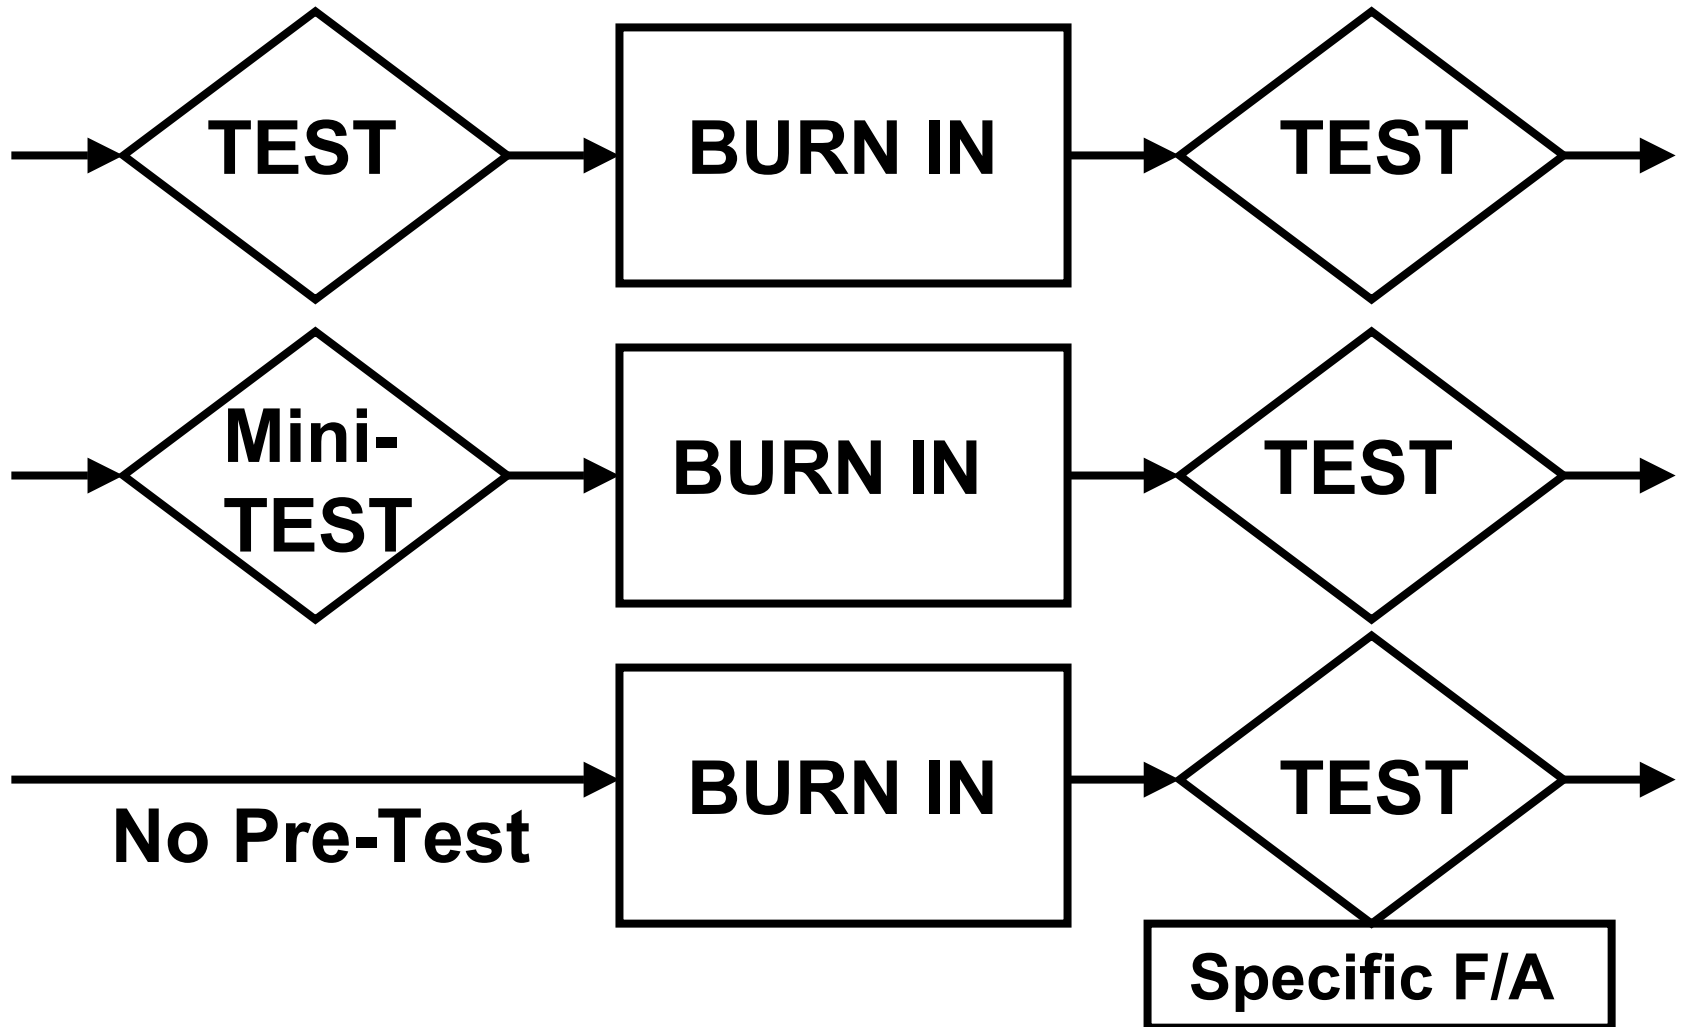 TEST
BURN IN
TEST
Mini-
TEST
BURN IN
TEST
No Pre-Test
BURN IN
TEST
Specific F/A